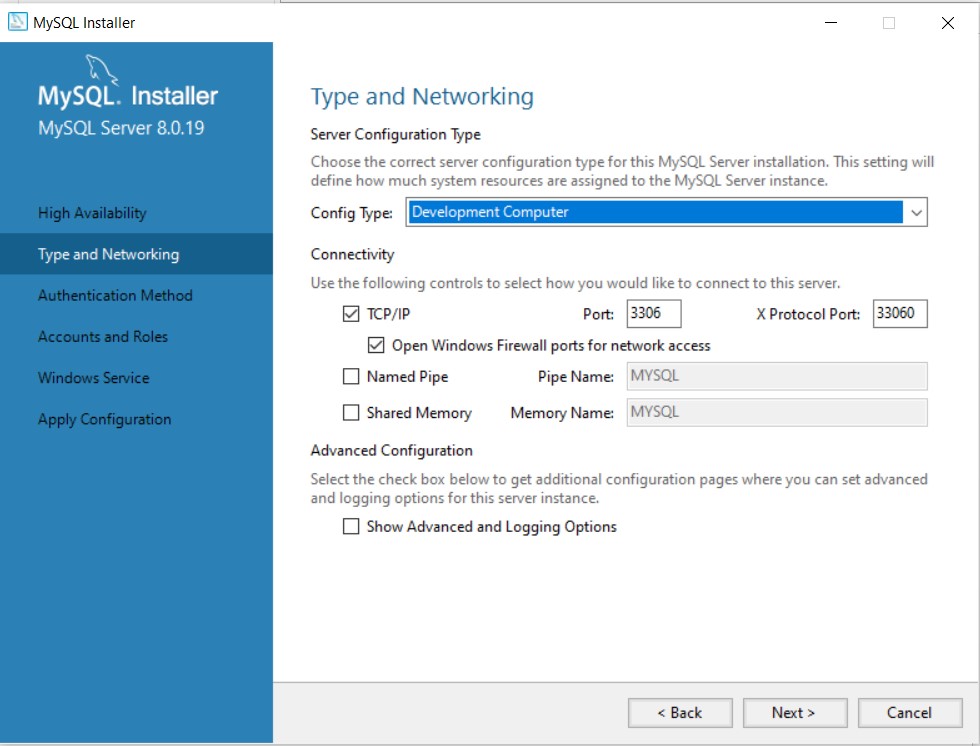 MySQL Installer
MySQL. Installer
MySQL Server 8.0.19
High Availability
Type and Networking
Authentication Method
Accounts and Roles
Windows Service
Apply Configuration
Type and Networking
Server Configuration Type
Choose the correct server configuration type for this MySQL Server installation. This setting will
define how much system resources are assigned to the MySQL Server instance.
Config Type: Development Computer
Connectivity
Use the following controls to select how you would like to connect to this server.
TCP/IP Port: 3306 X Protocol Port: 33060
Open Windows Firewall ports for network access
Named Pipe Pipe Name: MYSQL
Shared Memory Memory Name: MYSQL
Advanced Configuration
Select the check box below to get additional configuration pages where you can set advanced
and logging options for this server instance.
Show Advanced and Logging Options
< Back Next > Cancel